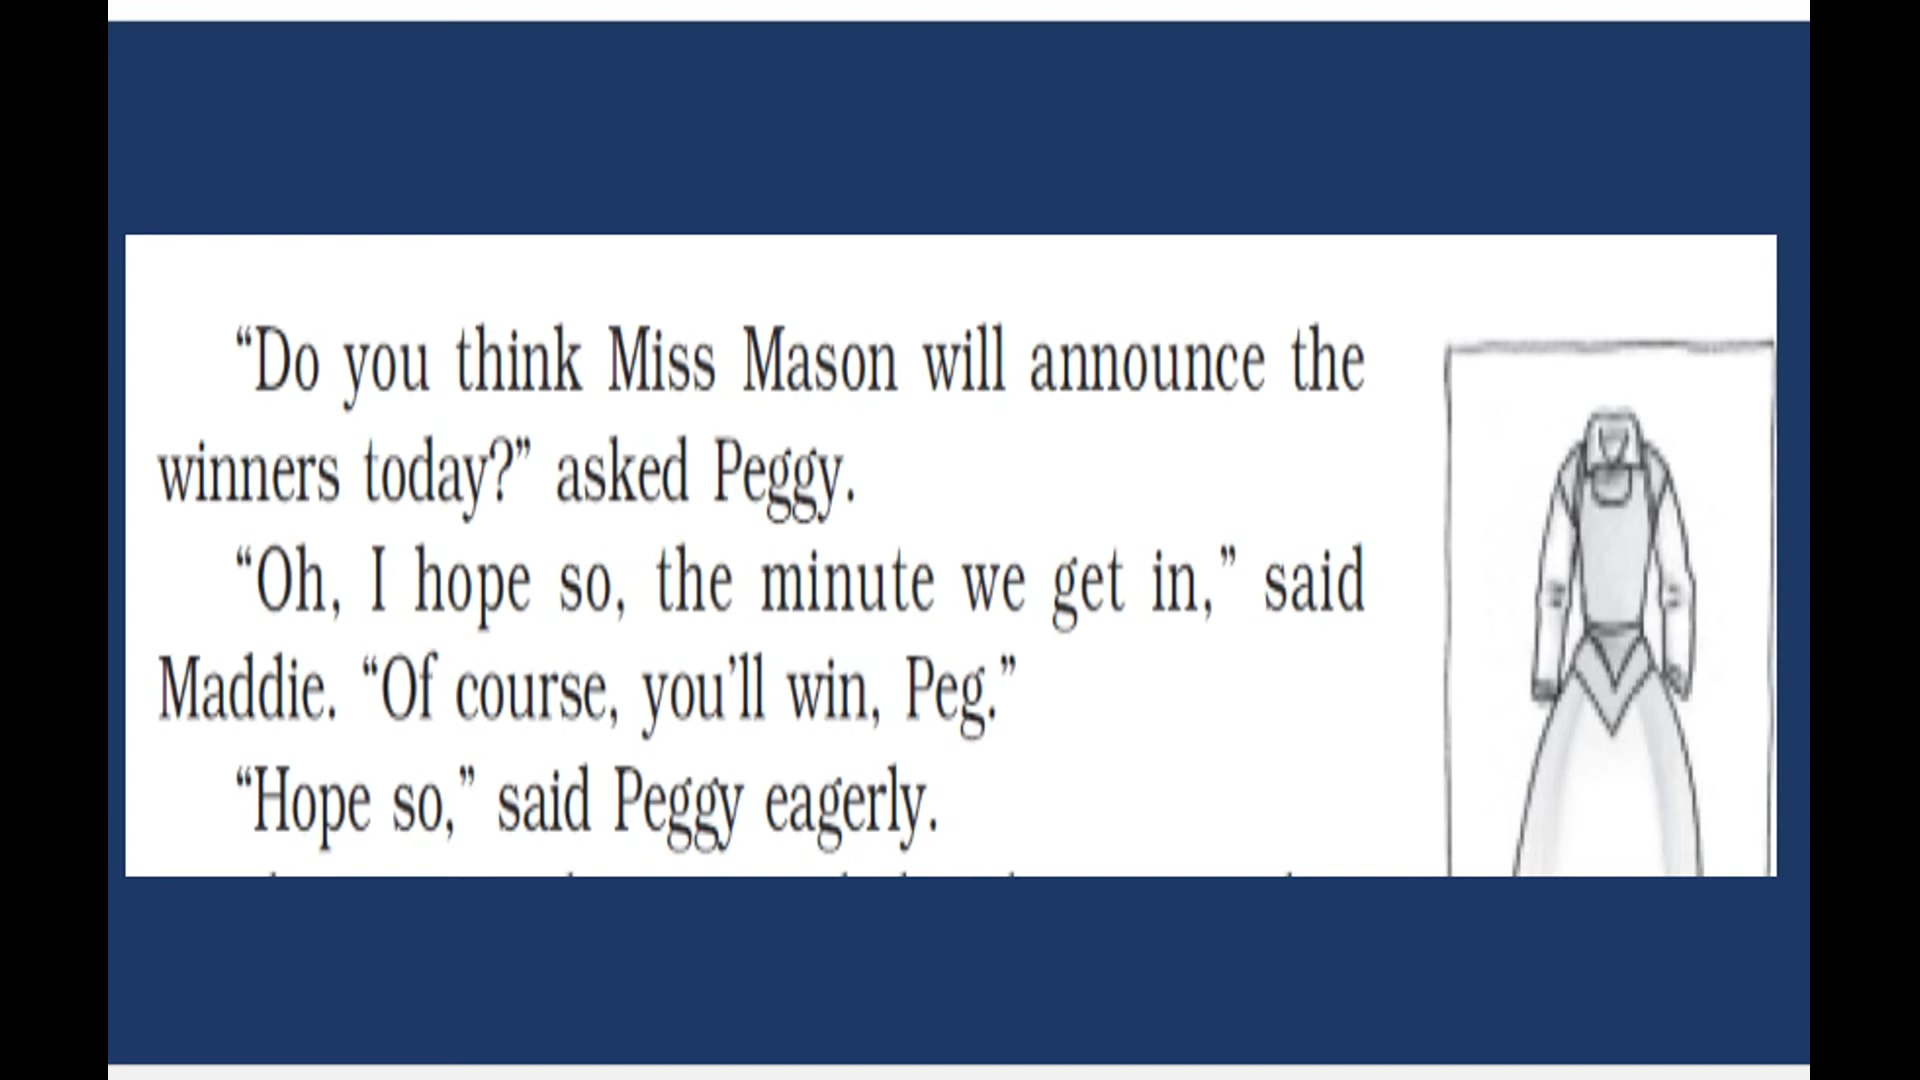 “Do you think Miss Mason will announce the
winners today?” asked Peggy.
“Oh, I hope so, the minute we get in,” said
Maddie. “Of course, you’ll win, Peg.”
“Hope so,” said Peggy eagerly.